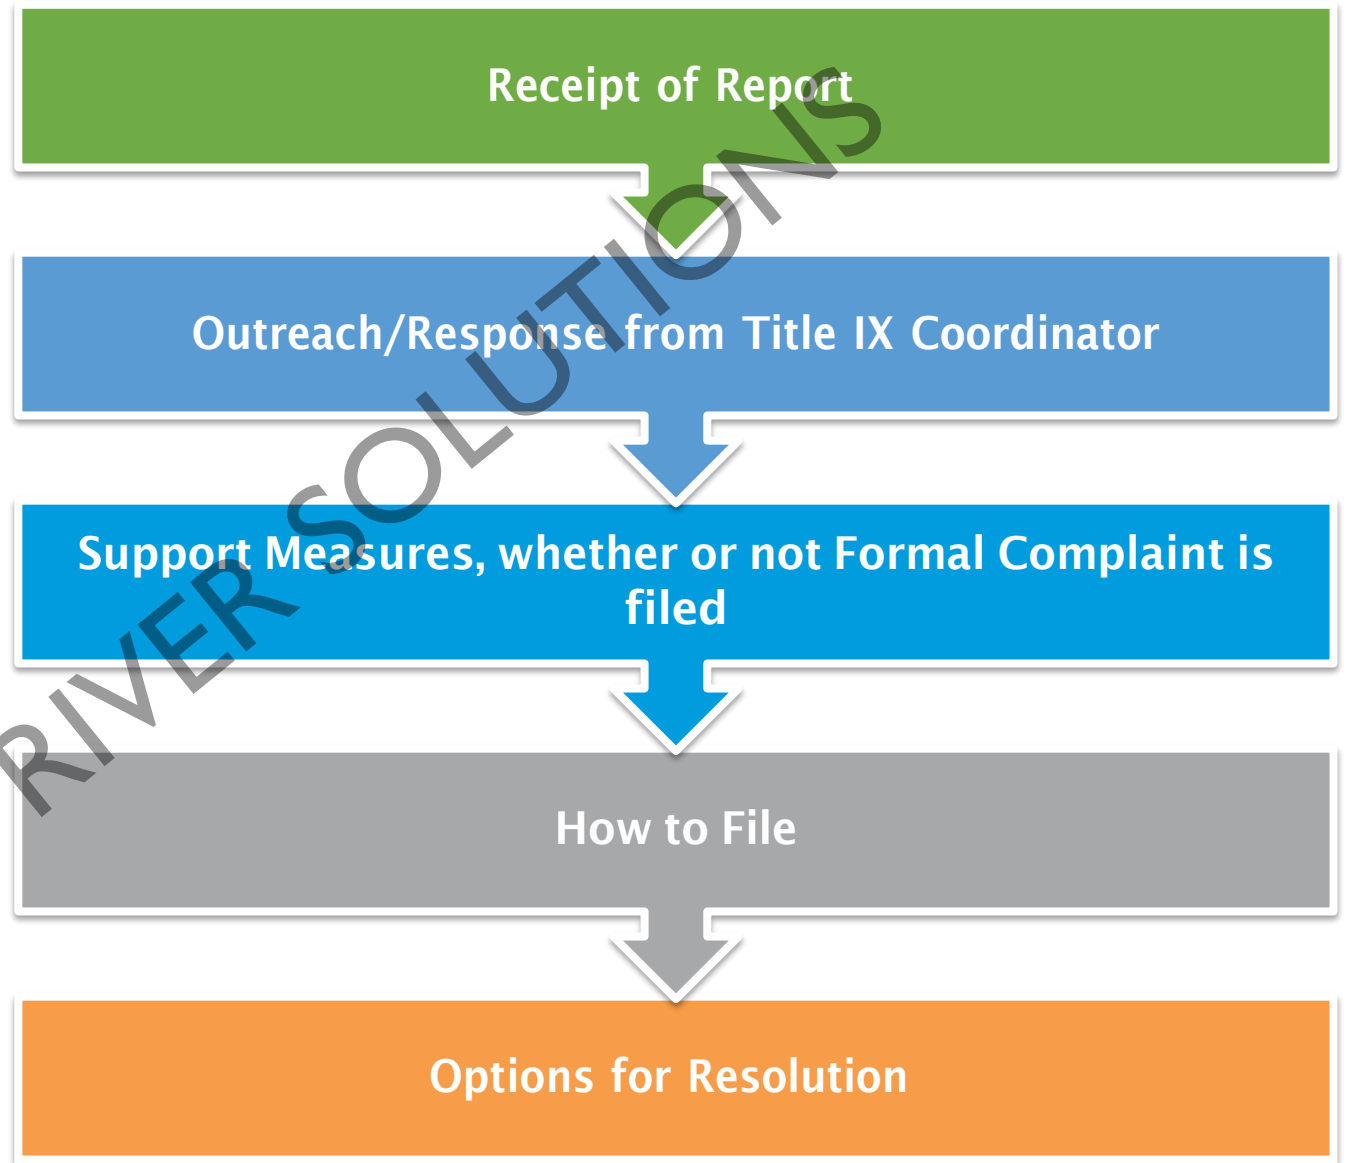 Receipt of Report
Outreach/Response from Title IX Coordinator
Support Measures, whether or not Formal Complaint is
filed
How to File
Options for Resolution
RIVER SOLUTIONS